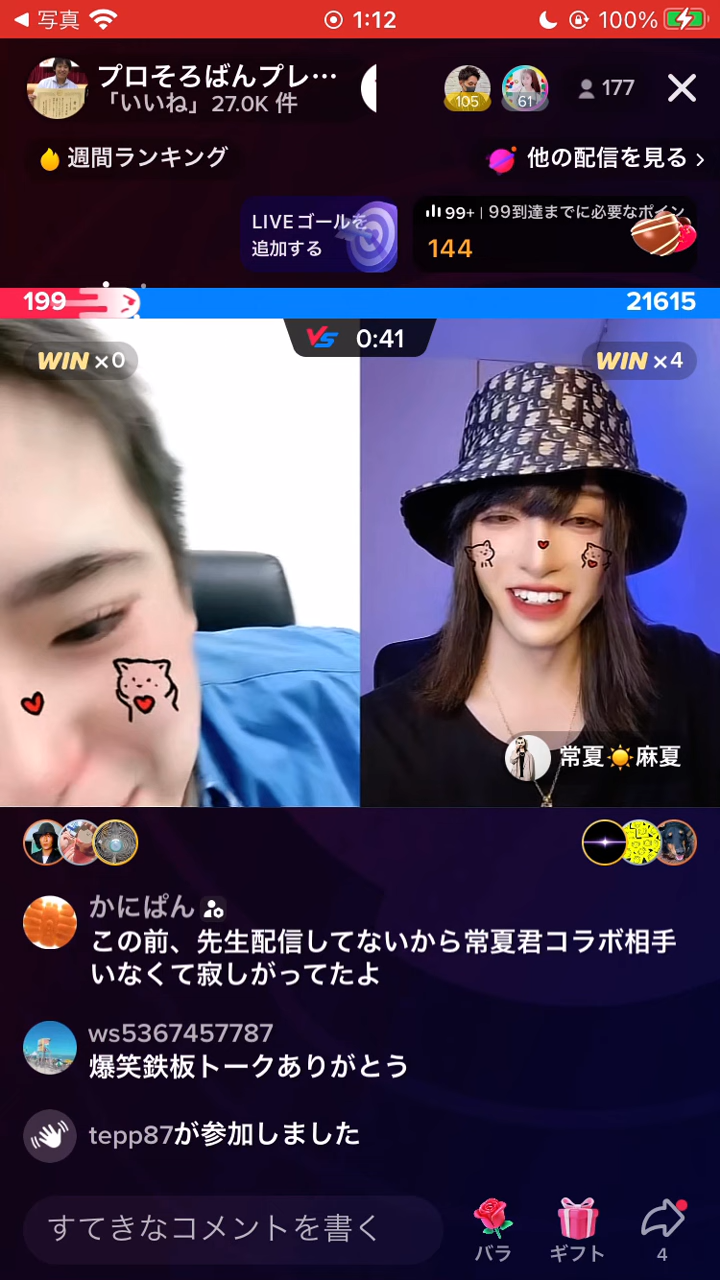 写真
1:12
100%
プロそろばんプレ…
「いいね」27.0K 件
105
61
177
週間ランキング
他の配信を見る
LIVEゴールを
追加する
99+ | 99到達までに必要なポイン
144
199
21615
WIN ×0
VS 0:41
WIN ×4
常夏☀️麻夏
かにぱん
この前、先生配信してないから常夏君コラボ相手
いなくて寂しがってたよ
ws5367457787
爆笑鉄板トークありがとう
tepp87が参加しました
すてきなコメントを書く
バラ
ギフト
4